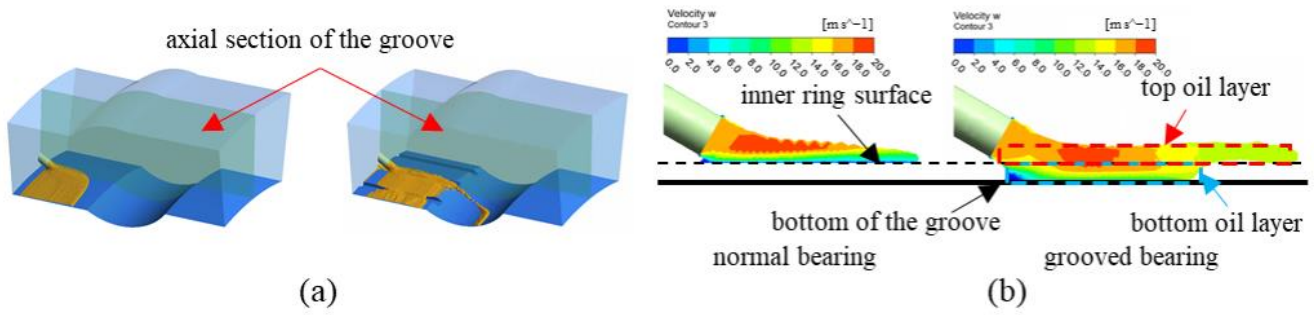 axial section of the groove
(a)
Velocity w
Contour 3
[m s^-1]
0.0 2.0 4.0 6.0 8.0 10.0 12.0 14.0 16.0 18.0 20.0
Velocity w
Contour 3
[m s^-1]
0.0 2.0 4.0 6.0 8.0 10.0 12.0 14.0 16.0 18.0 20.0
inner ring surface
top oil layer
bottom of the groove
bottom oil layer
normal bearing
grooved bearing
(b)